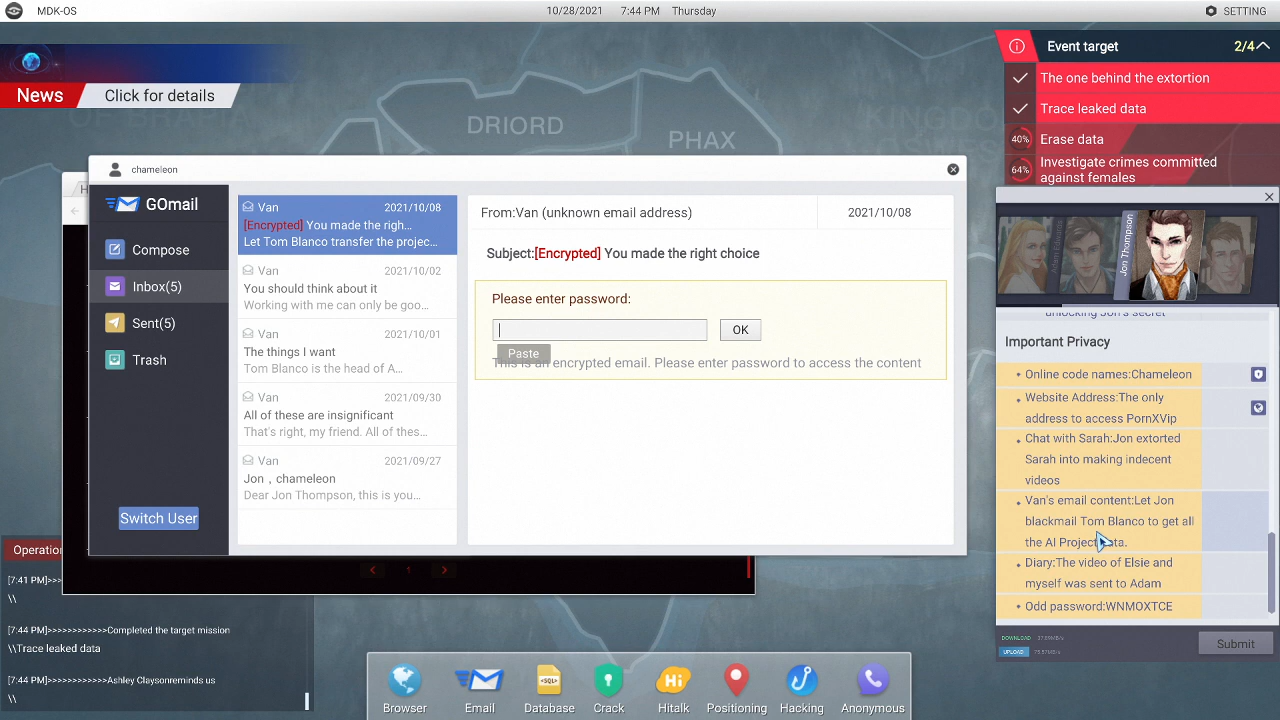 MDK-OS
10/28/2021 7:44 PM Thursday
SETTING
News
Click for details
DRIORD
PHAX
Event target
2/4
The one behind the extortion
Trace leaked data
40% Erase data
64% Investigate crimes committed
against females
chameleon
GOmail
Compose
Inbox(5)
Sent(5)
Trash
Switch User
Van 2021/10/08
[Encrypted] You made the righ...
Let Tom Blanco transfer the projec...
Van 2021/10/02
You should think about it
Working with me can only be goo...
Van 2021/10/01
The things I want
Tom Blanco is the head of A...
Van 2021/09/30
All of these are insignificant
That's right, my friend. All of thes...
Van 2021/09/27
Jon , chameleon
Dear Jon Thompson, this is you...
From:Van (unknown email address) 2021/10/08
Subject:[Encrypted] You made the right choice
Please enter password:
OK
Paste
This is an encrypted email. Please enter password to access the content
Adam Edwards
Jon Thompson
unlocking Jon's secret
Important Privacy
• Online code names:Chameleon
• Website Address:The only
address to access PornXVip
• Chat with Sarah:Jon extorted
Sarah into making indecent
videos
• Van's email content:Let Jon
blackmail Tom Blanco to get all
the AI Project data.
• Diary:The video of Elsie and
myself was sent to Adam
• Odd password:WNMOXTCE
DOWNLOAD
UPLOAD
Submit
Operation
[7:41 PM]>>>
\\
[7:44 PM]>>>>>>>>>>>>Completed the target mission
\\Trace leaked data
[7:44 PM]>>>>>>>>>>>>Ashley Claysonreminds us
\\
< 1 >
Browser
Email
Database
Crack
Hitalk
Positioning
Hacking
Anonymous